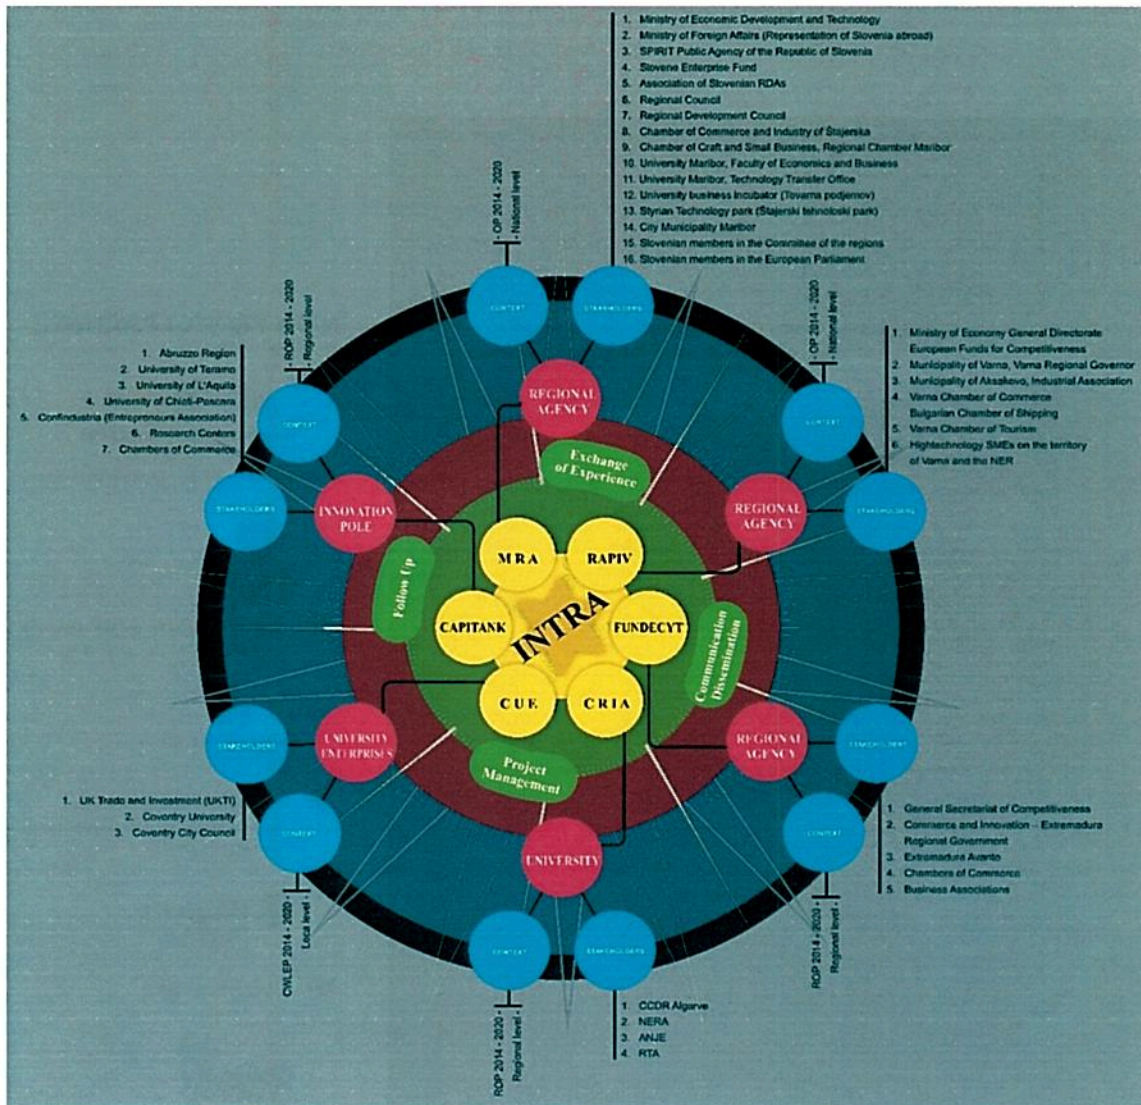 1. Ministry of Economic Development and Technology
2. Ministry of Foreign Affairs (Representation of Slovenia abroad)
3. SPIRIT Public Agency of the Republic of Slovenia
4. Slovene Enterprise Fund
5. Association of Slovenian RDAs
6. Regional Council
7. Regional Development Council
8. Chamber of Commerce and Industry of Štajerska
9. Chamber of Craft and Small Business, Regional Chamber Maribor
10. University Maribor, Faculty of Economics and Business
11. University Maribor, Technology Transfer Office
12. University business Incubator (Tovarna podjemov)
13. Styrian Technology park (Štajerski tehnoloski park)
14. City Municipality Maribor
15. Slovenian members in the Committee of the regions
16. Slovenian members in the European Parliament
- OP 2014 - 2020
- National level -
CONTEXT
STAKEHOLDERS
REGIONAL
AGENCY
- ROP 2014 - 2020
- Regional level -
1. Abruzzo Region
2. University of Teramo
3. University of L'Aquila
4. University of Chieti-Pescara
5. Confindustria (Entrepreneurs Association)
6. Research Centers
7. Chambers of Commerce
CONTEXT
STAKEHOLDERS
INNOVATION
POLE
- OP 2014 - 2020
- National level -
1. Ministry of Economy General Directorate
European Funds for Competitiveness
2. Municipality of Varna, Varna Regional Governor
3. Municipality of Aksakovo, Industrial Association
4. Varna Chamber of Commerce
Bulgarian Chamber of Shipping
5. Varna Chamber of Tourism
6. Hightechnology SMEs on the territory
of Varna and the NER
CONTEXT
STAKEHOLDERS
REGIONAL
AGENCY
Exchange
of Experience
Follow Up
MRA
RAPIV
CAPITANK
INTRA
FUNDECYT
CUE
CRIA
Communication
Dissemination
Project
Management
STAKEHOLDERS
UNIVERSITY
ENTERPRISES
CONTEXT
1. UK Trade and Investment (UKTI)
2. Coventry University
3. Coventry City Council
CWLEP 2014 - 2020 -
Local level -
REGIONAL
AGENCY
STAKEHOLDERS
CONTEXT
1. General Secretariat of Competitiveness
2. Commerce and Innovation – Extremadura
Regional Government
3. Extremadura Avante
4. Chambers of Commerce
5. Business Associations
ROP 2014 - 2020 -
Regional level -
UNIVERSITY
CONTEXT
STAKEHOLDERS
ROP 2014 - 2020 -
Regional level -
1. CCDR Algarve
2. NERA
3. ANJE
4. RTA